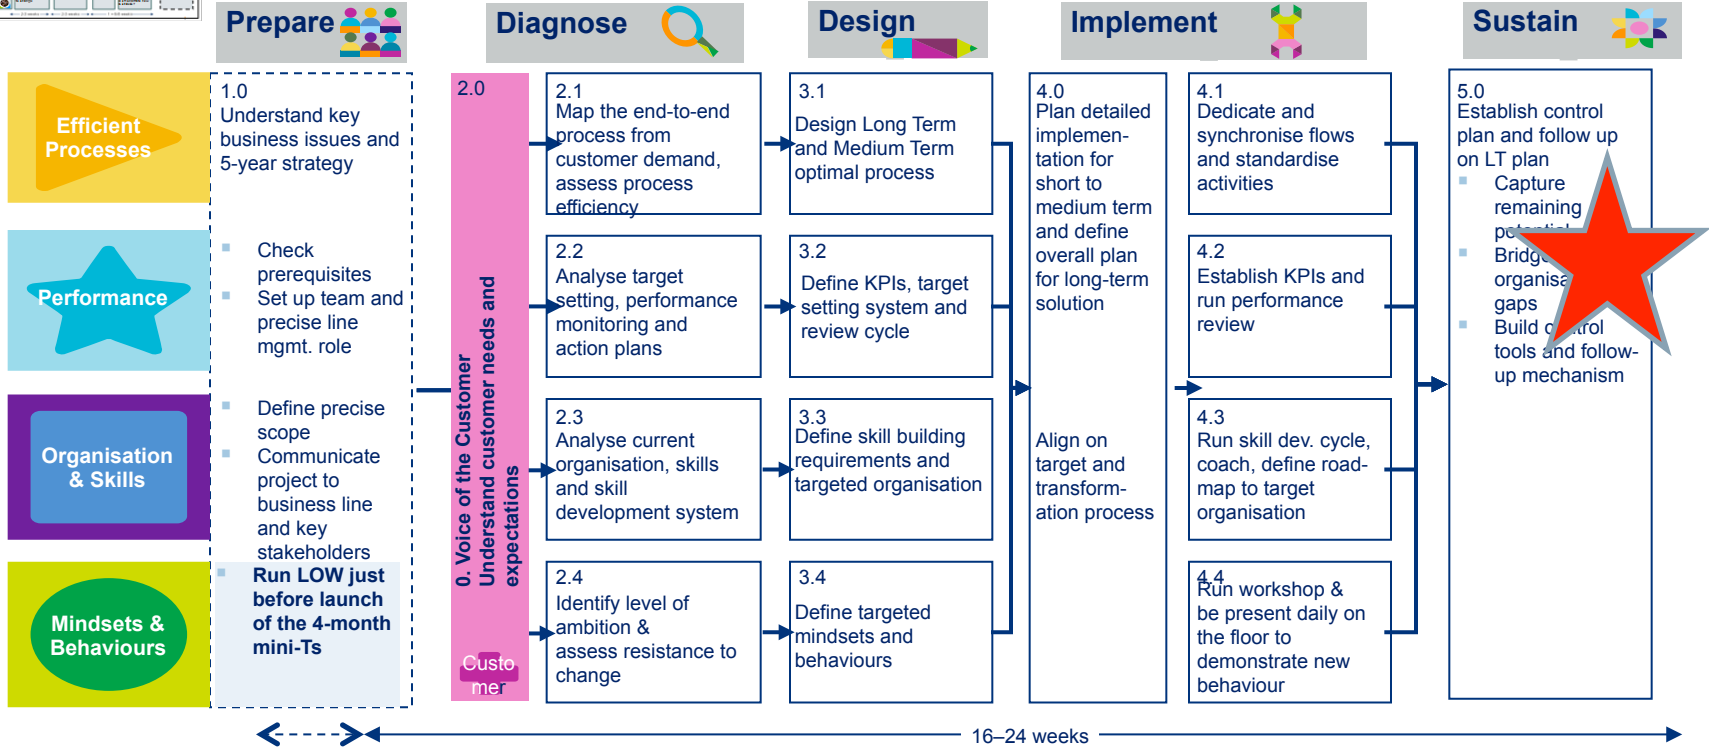 Prepare
Diagnose
Design
Implement
Sustain
Efficient
Processes
Performance
Organisation
& Skills
Mindsets &
Behaviours
1.0
Understand key
business issues and
5-year strategy
Check
prerequisites
Set up team and
precise line
mgmt. role
Define precise
scope
Communicate
project to
business line
and key
stakeholders
Run LOW just
before launch
of the 4-month
mini-Ts
2.0
0. Voice of the Customer
Understand customer needs and
expectations
Custo
mer
2.1
Map the end-to-end
process from
customer demand,
assess process
efficiency
2.2
Analyse target
setting, performance
monitoring and
action plans
2.3
Analyse current
organisation, skills
and skill
development system
2.4
Identify level of
ambition &
assess resistance to
change
3.1
Design Long Term
and Medium Term
optimal process
3.2
Define KPIs, target
setting system and
review cycle
3.3
Define skill building
requirements and
targeted organisation
3.4
Define targeted
mindsets and
behaviours
4.0
Plan detailed
implemen-
tation for
short to
medium term
and define
overall plan
for long-term
solution
Align on
target and
transform-
ation process
4.1
Dedicate and
synchronise flows
and standardise
activities
4.2
Establish KPIs and
run performance
review
4.3
Run skill dev. cycle,
coach, define road-
map to target
organisation
4.4
Run workshop &
be present daily on
the floor to
demonstrate new
behaviour
5.0
Establish control
plan and follow up
on LT plan
Capture
remaining
potential
Bridge
gaps
Build control
tools and follow-
up mechanism
16–24 weeks